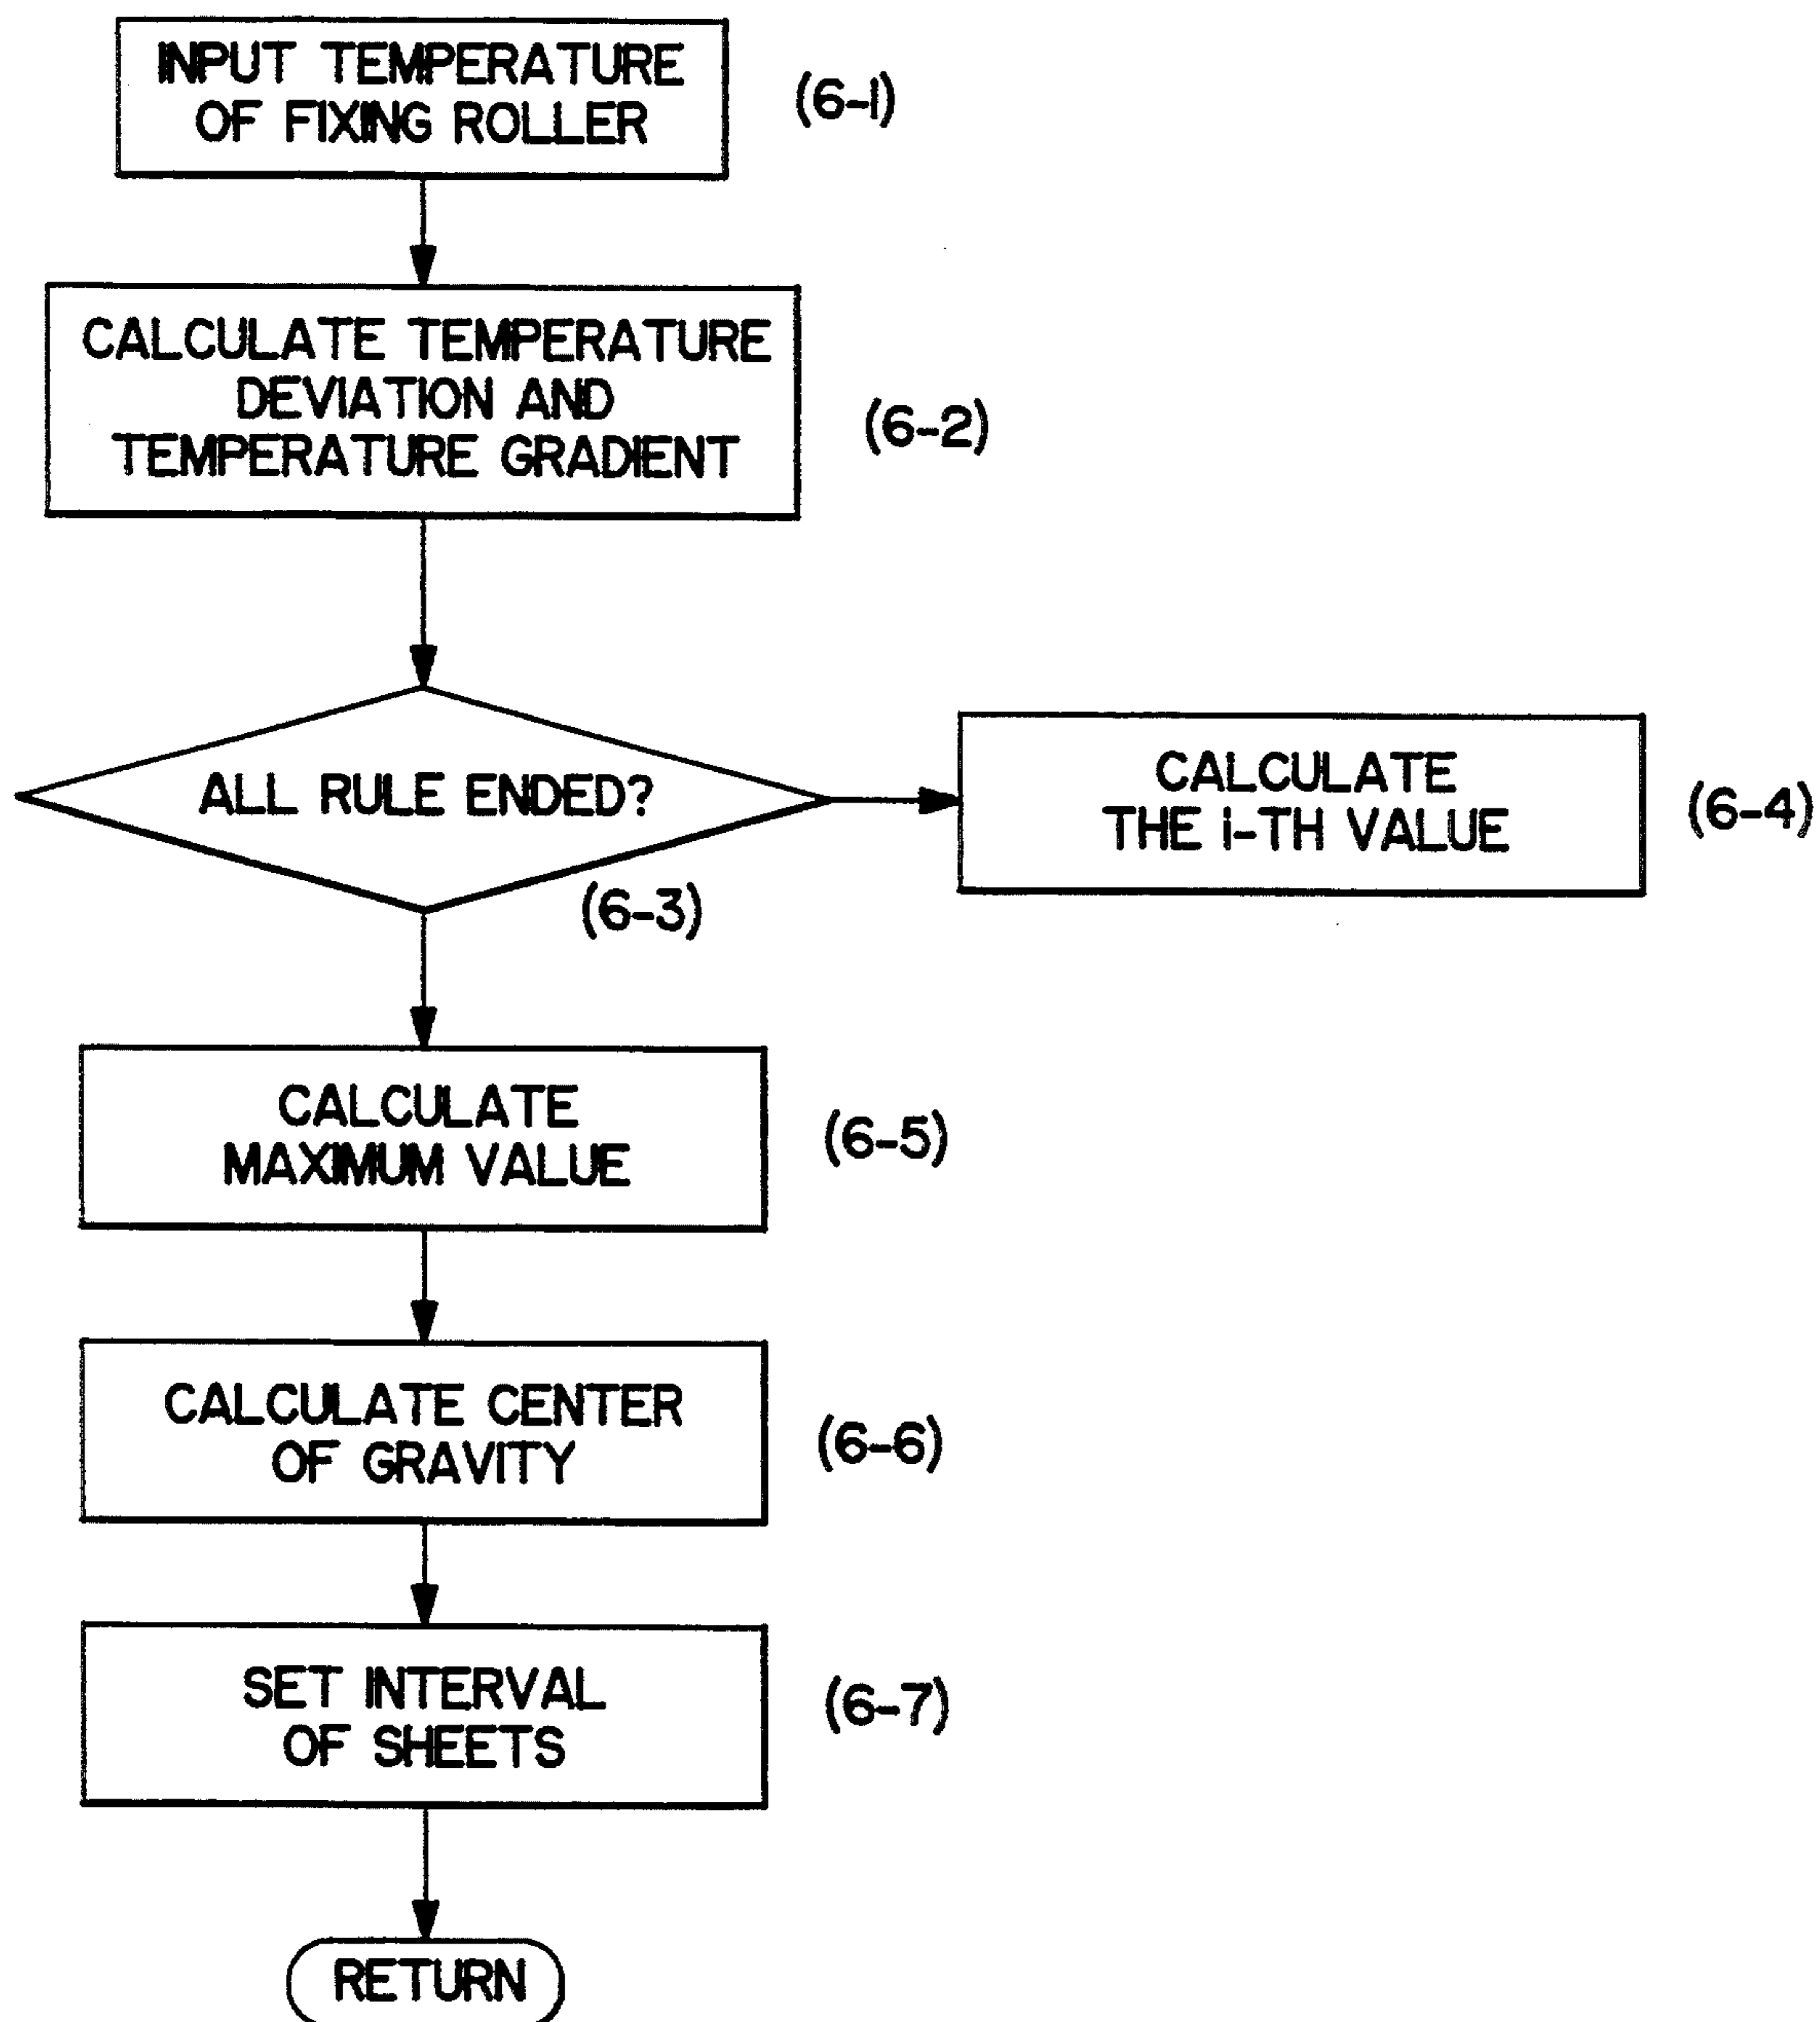 INPUT TEMPERATURE
OF FIXING ROLLER
(6-1)
CALCULATE TEMPERATURE
DEVIATION AND
TEMPERATURE GRADIENT
(6-2)
ALL RULE ENDED?
(6-3)
CALCULATE
THE i-TH VALUE
(6-4)
CALCULATE
MAXIMUM VALUE
(6-5)
CALCULATE CENTER
OF GRAVITY
(6-6)
SET INTERVAL
OF SHEETS
(6-7)
RETURN